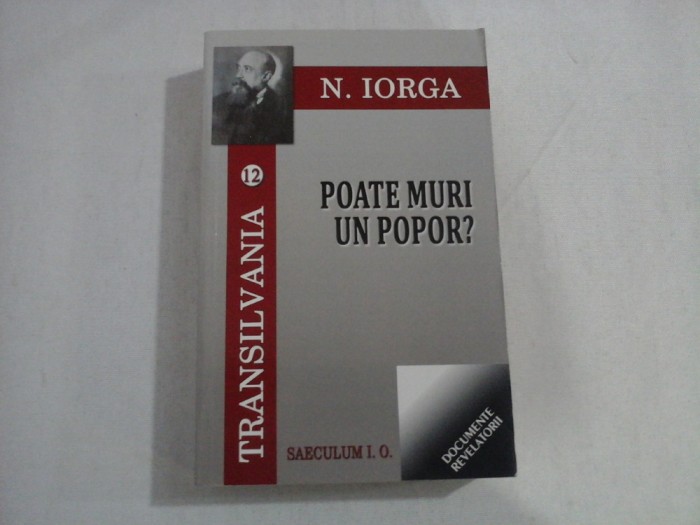 N. IORGA
TRANSILVANIA 12
POATE MURI
UN POPOR?
SAECULUM I. O.
DOCUMENTE
REVELATORII